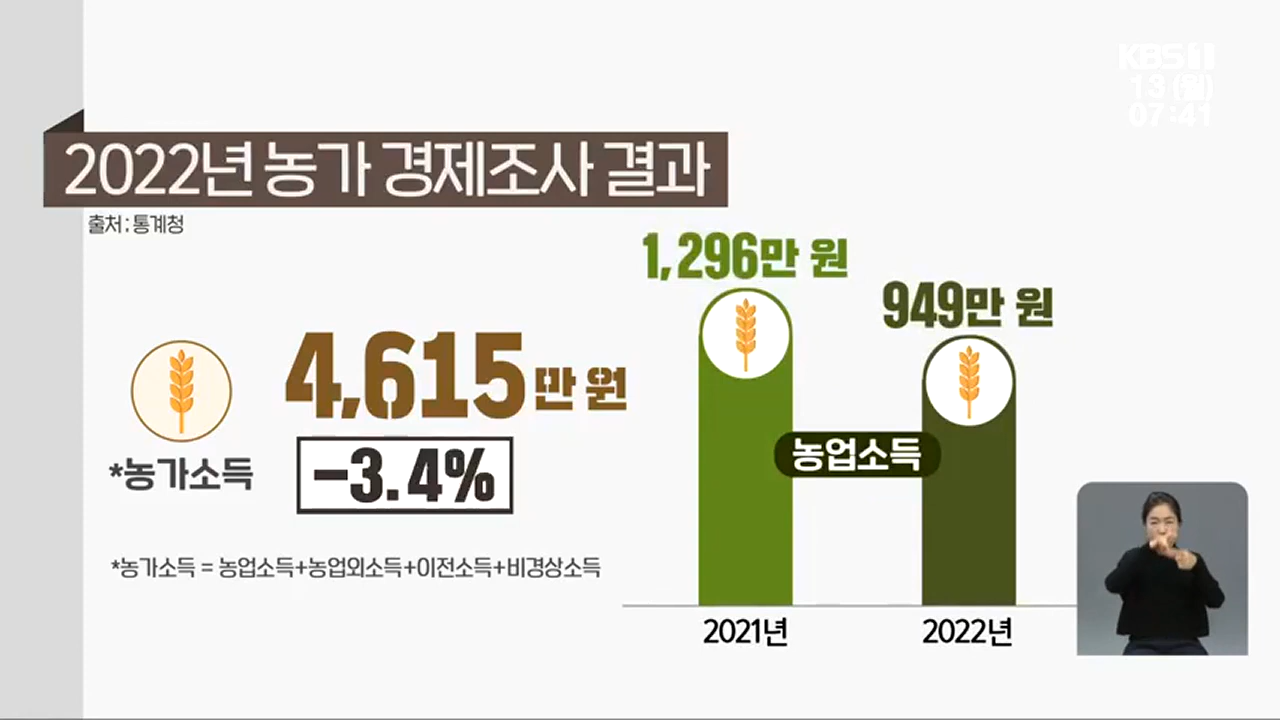 KBS 1
13 (월)
07:41
2022년 농가 경제조사 결과
출처 : 통계청
4,615만 원
-3.4%
*농가소득
*농가소득 = 농업소득+농업외소득+이전소득+비경상소득
1,296만 원
949만 원
농업소득
2021년
2022년